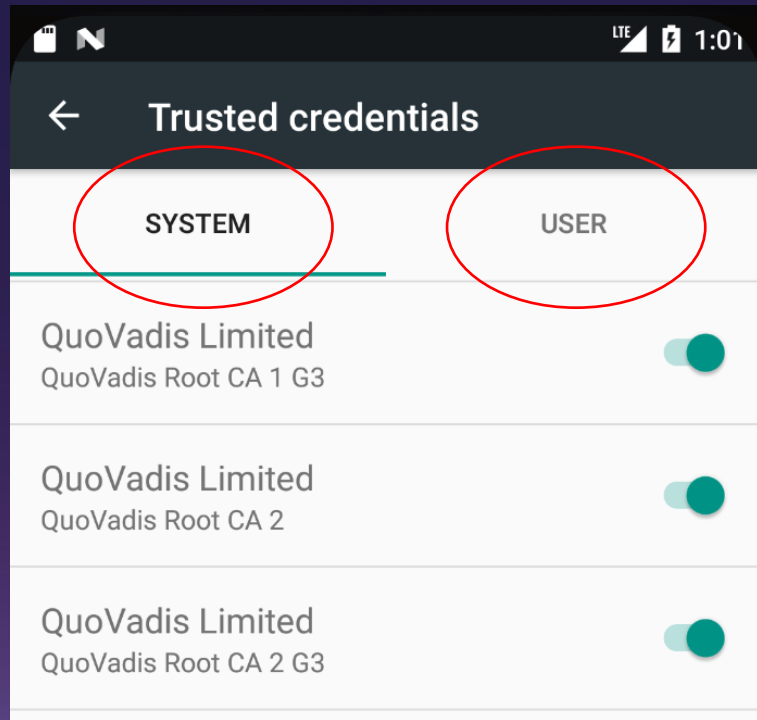 LTE 1:01
Trusted credentials
SYSTEM USER
QuoVadis Limited
QuoVadis Root CA 1 G3
QuoVadis Limited
QuoVadis Root CA 2
QuoVadis Limited
QuoVadis Root CA 2 G3